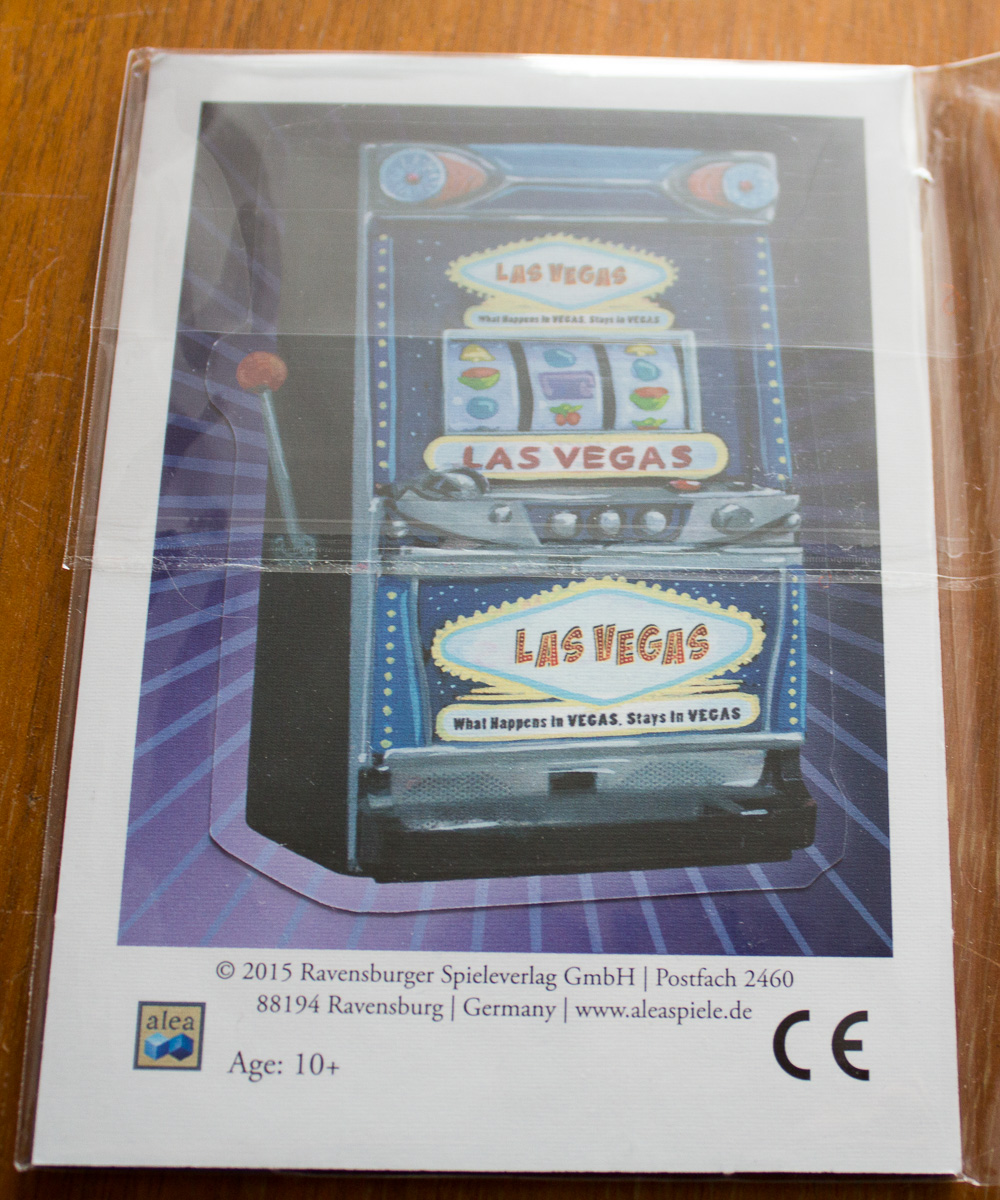 LAS VEGAS
What Happens In VEGAS, Stays In VEGAS
LAS VEGAS
LAS VEGAS
What Happens In VEGAS, Stays In VEGAS
© 2015 Ravensburger Spieleverlag GmbH | Postfach 2460
88194 Ravensburg | Germany | www.aleaspiele.de
alea
Age: 10+
CE